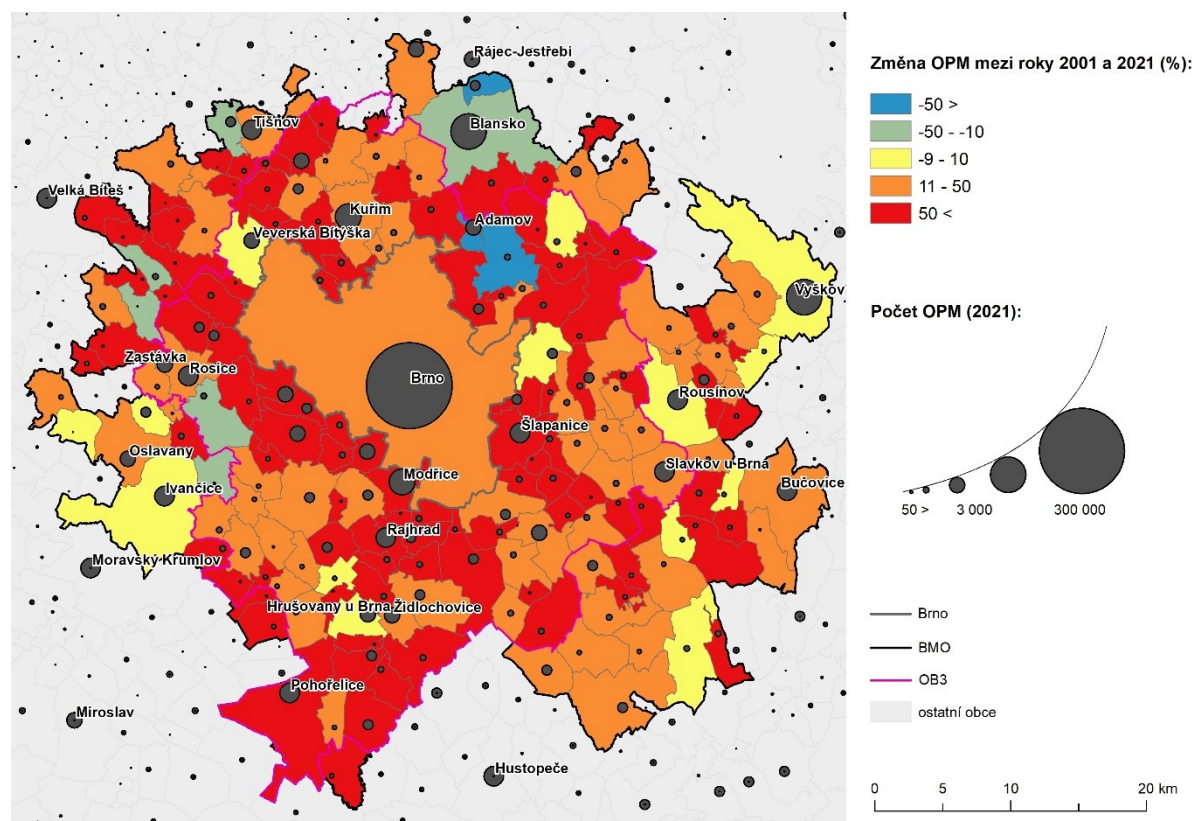 Rájec-Jestřebí
Blansko
Tišnov
Velká Bíteš
Kuřim
Adamov
Veverská Bítýška
Vyškov
Zastávka
Rosice
Brno
Rousínov
Šlapanice
Oslavany
Slavkov u Brna
Modřice
Ivančice
Bučovice
Rajhrad
Moravský Krumlov
Hrušovany u Brna
Židlochovice
Pohořelice
Miroslav
Hustopeče
Změna OPM mezi roky 2001 a 2021 (%):
-50 >
-50 - -10
-9 - 10
11 - 50
50 <
Počet OPM (2021):
50 > 3 000 300 000
Brno
BMO
OB3
ostatní obce
0 5 10 20 km